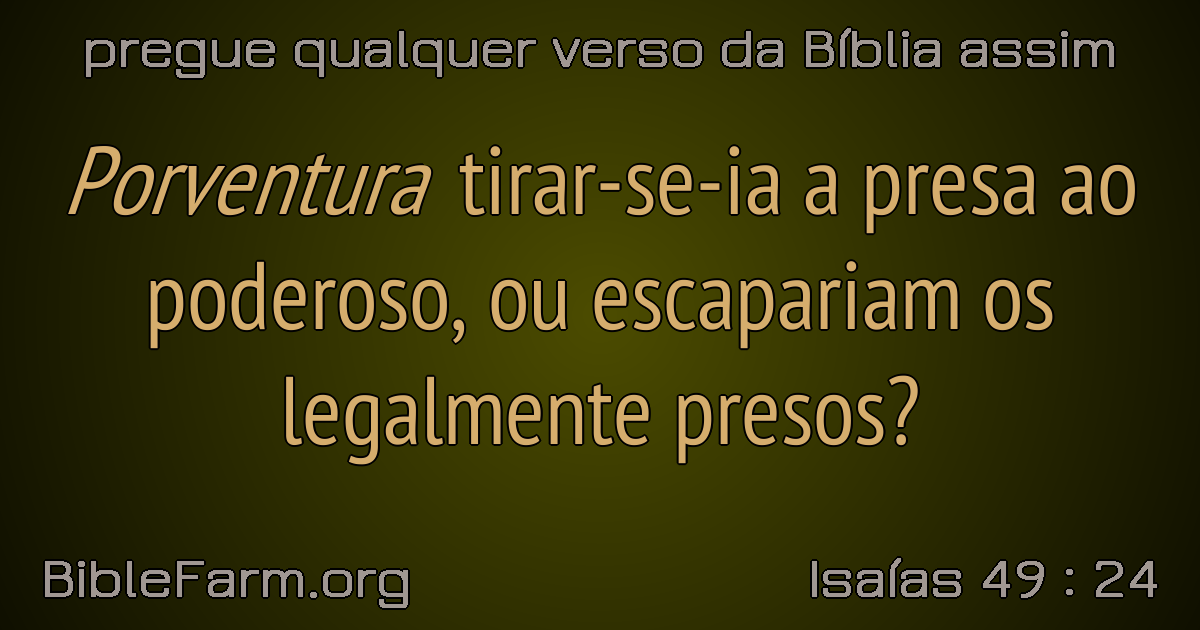 pregue qualquer verso da Bíblia assim
Porventura tirar-se-ia a presa ao
poderoso, ou escapariam os
legalmente presos?
BibleFarm.org
Isaías 49 : 24